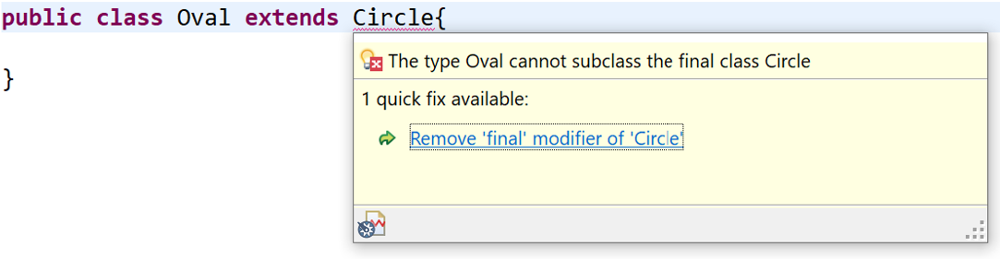 public class Oval extends Circle{
The type Oval cannot subclass the final class Circle
}
1 quick fix available:
Remove 'final' modifier of 'Circle'